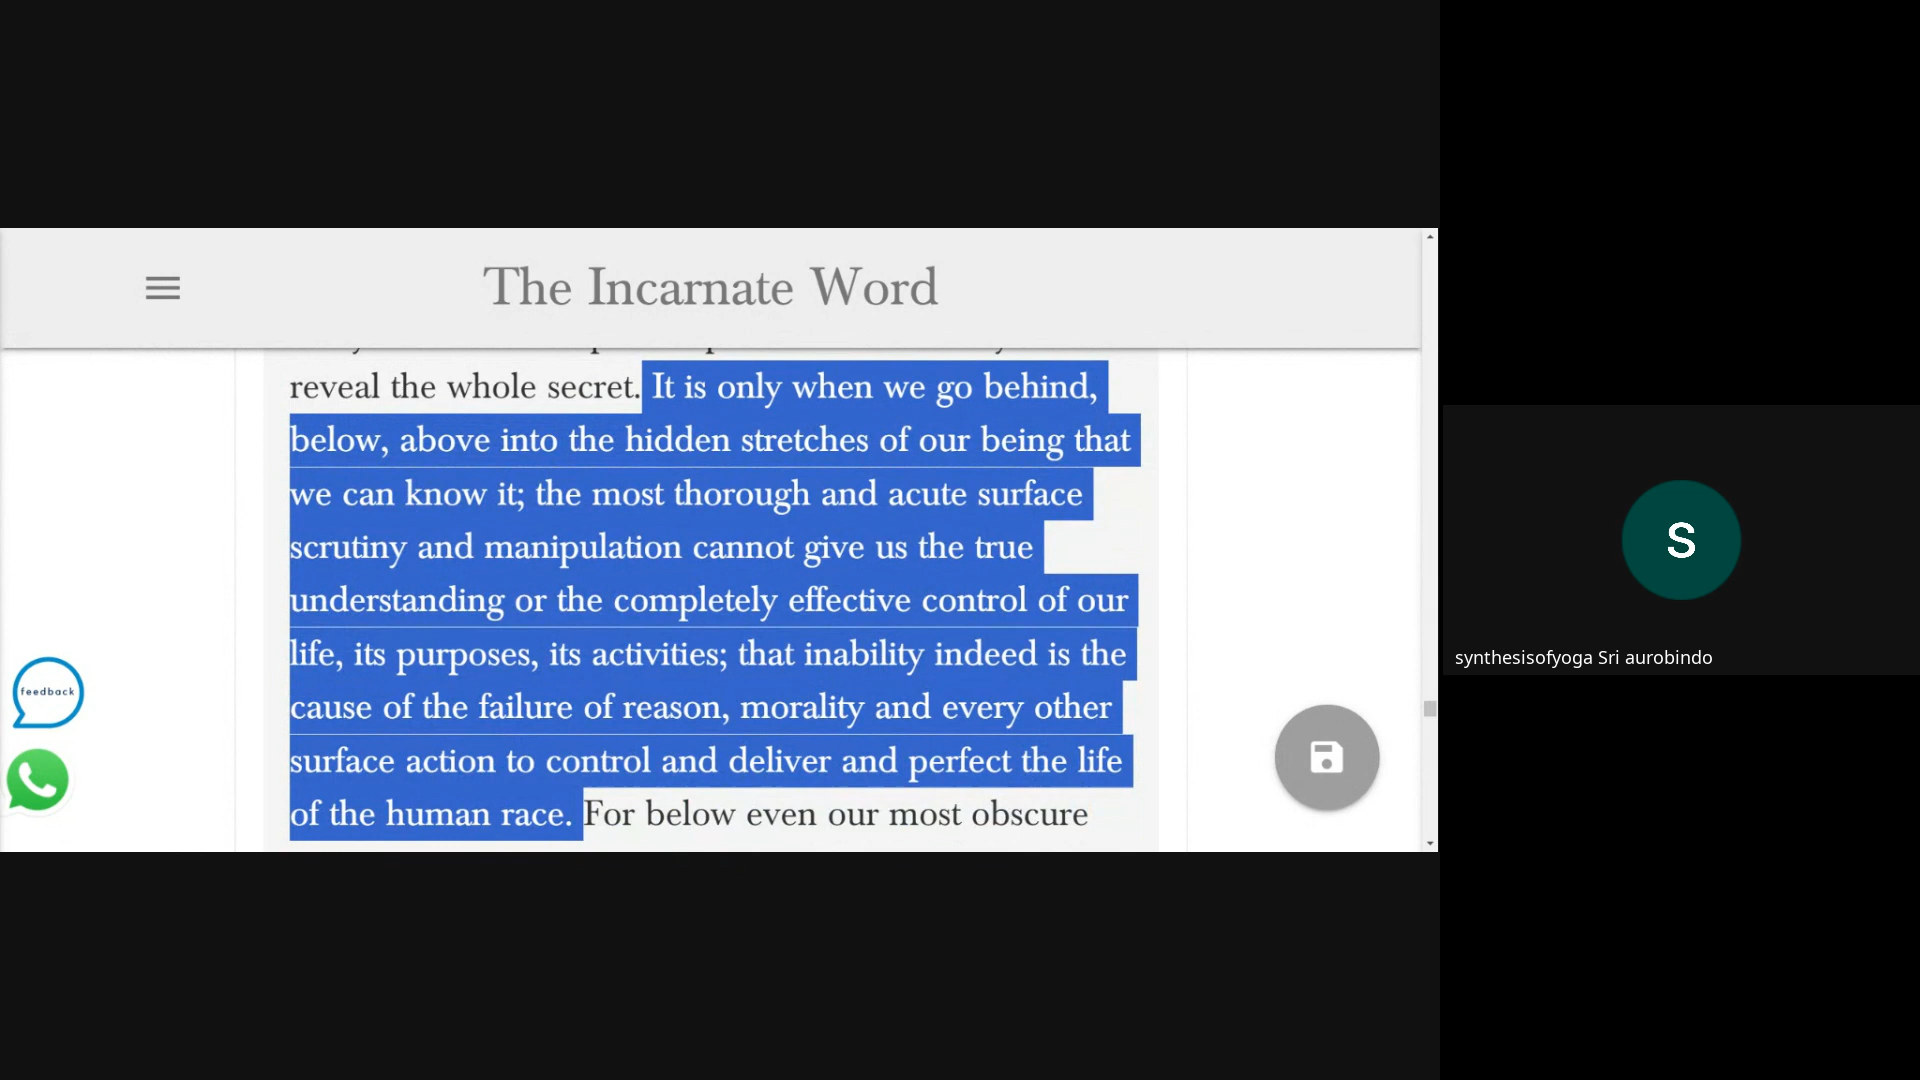 The Incarnate Word
reveal the whole secret. It is only when we go behind,
below, above into the hidden stretches of our being that
we can know it; the most thorough and acute surface
scrutiny and manipulation cannot give us the true
understanding or the completely effective control of our
life, its purposes, its activities; that inability indeed is the
cause of the failure of reason, morality and every other
surface action to control and deliver and perfect the life
of the human race. For below even our most obscure
feedback
S
synthesisofyoga Sri aurobindo